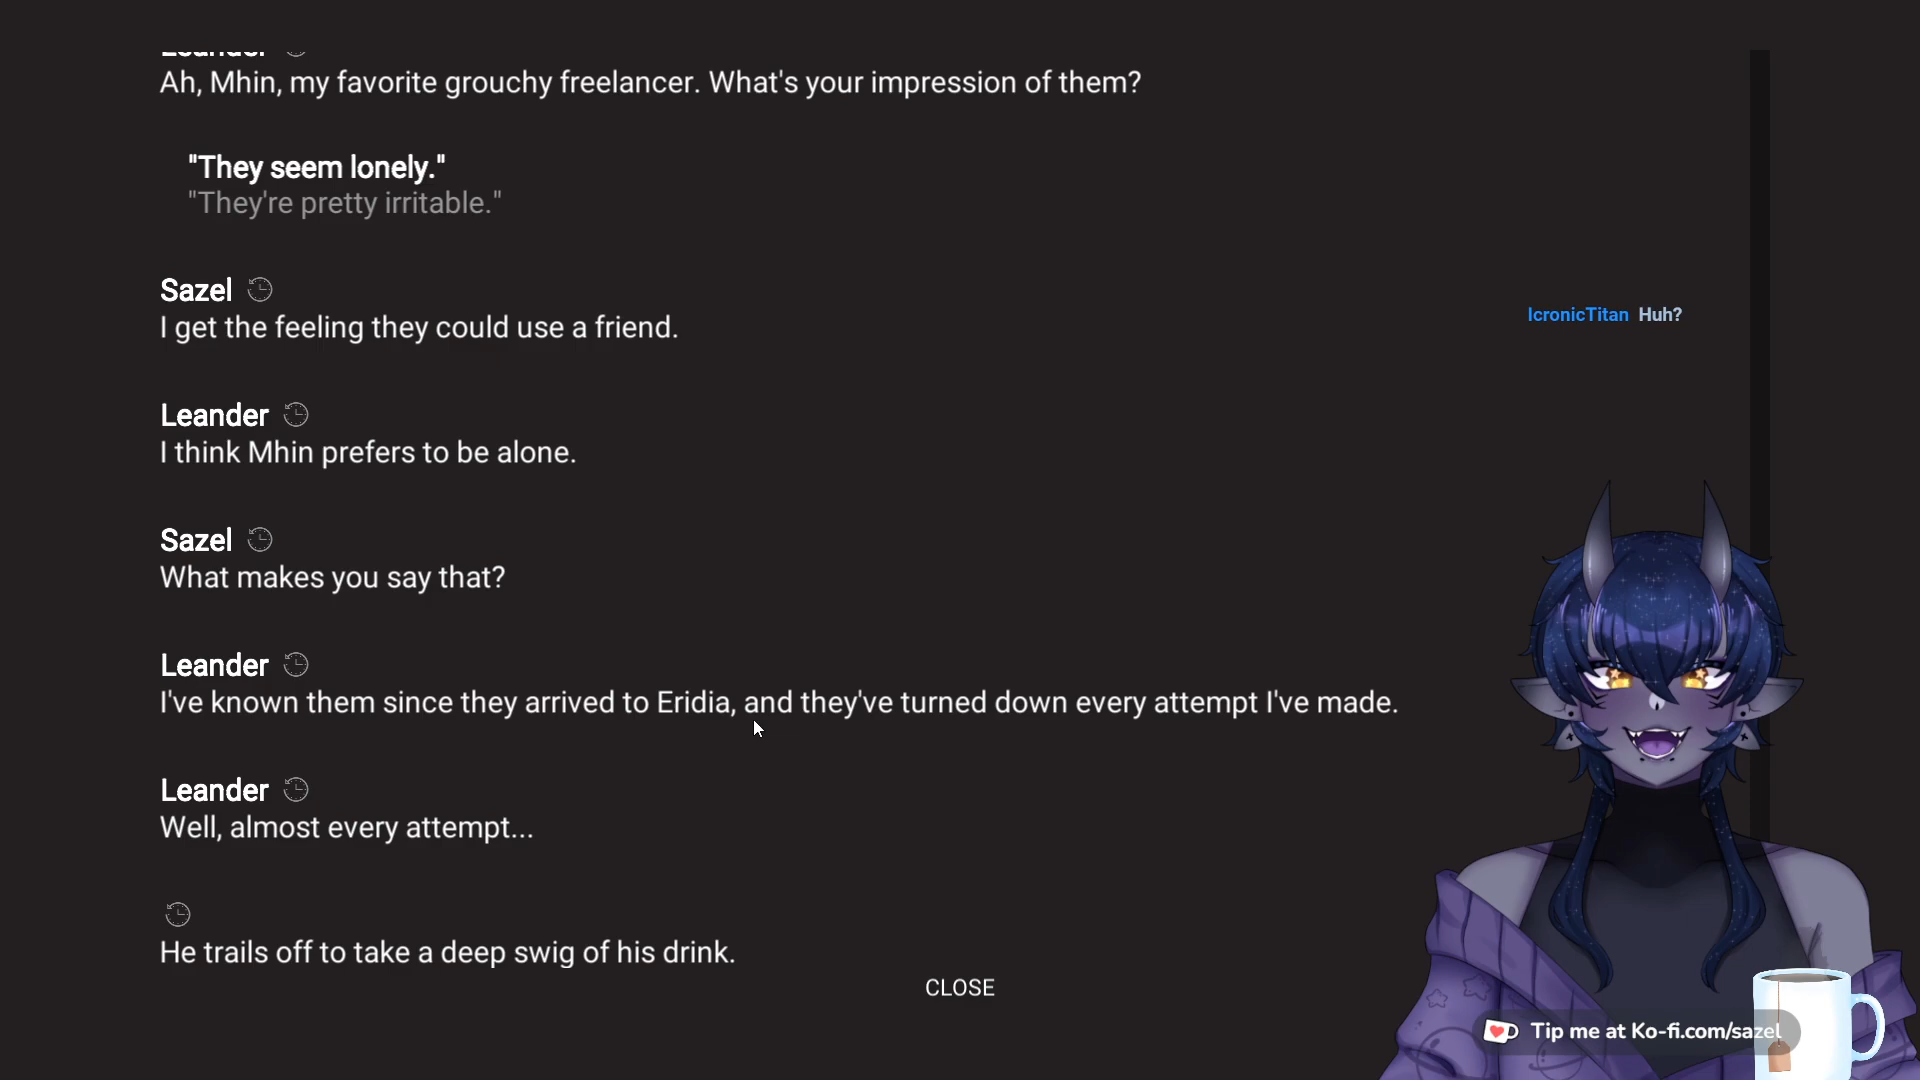 Leander
Ah, Mhin, my favorite grouchy freelancer. What's your impression of them?
"They seem lonely."
"They're pretty irritable."
Sazel
I get the feeling they could use a friend.
IcronicTitan Huh?
Leander
I think Mhin prefers to be alone.
Sazel
What makes you say that?
Leander
I've known them since they arrived to Eridia, and they've turned down every attempt I've made.
Leander
Well, almost every attempt...
He trails off to take a deep swig of his drink.
CLOSE
Tip me at Ko-fi.com/sazel